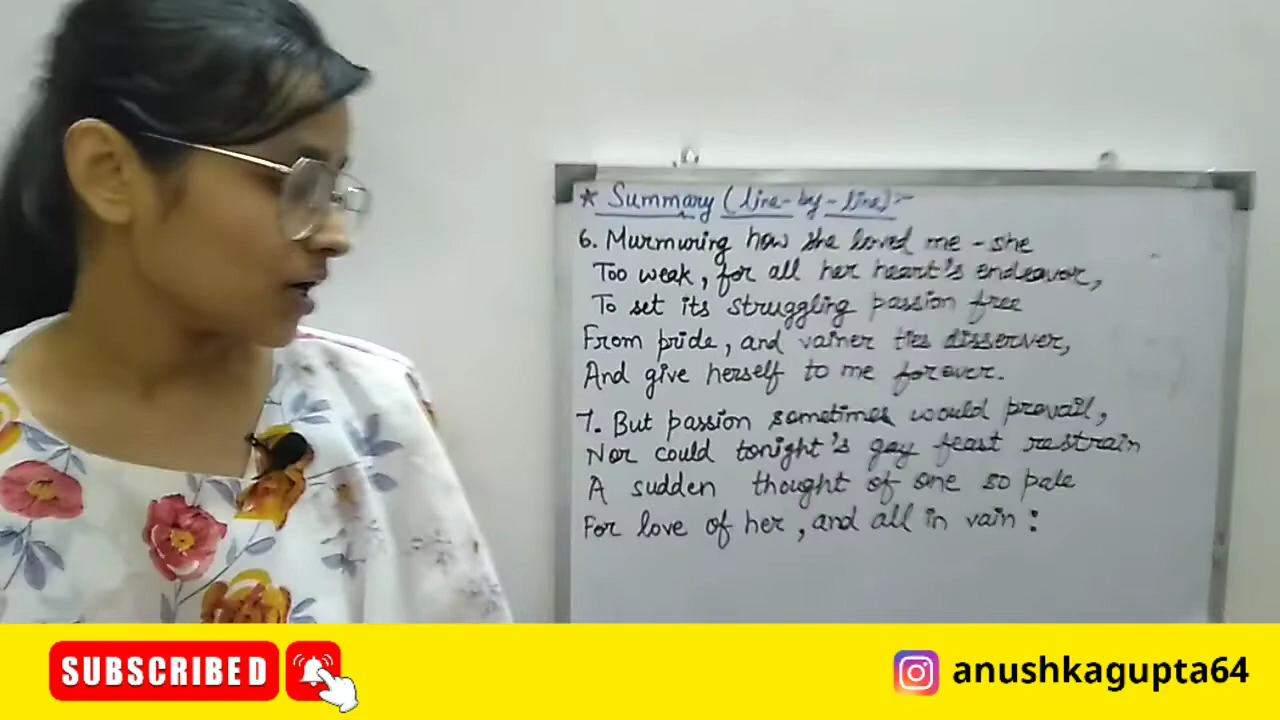 * Summary (line-by-line):-
6. Murmuring how she loved me - she
Too weak, for all her heart's endeavor,
To set its struggling passion free
From pride, and vainer ties disserver,
And give herself to me forever.
7. But passion sometimes would prevail,
Nor could tonight's gay feast restrain
A sudden thought of one so pale
For love of her, and all in vain:
SUBSCRIBED
anushkagupta64